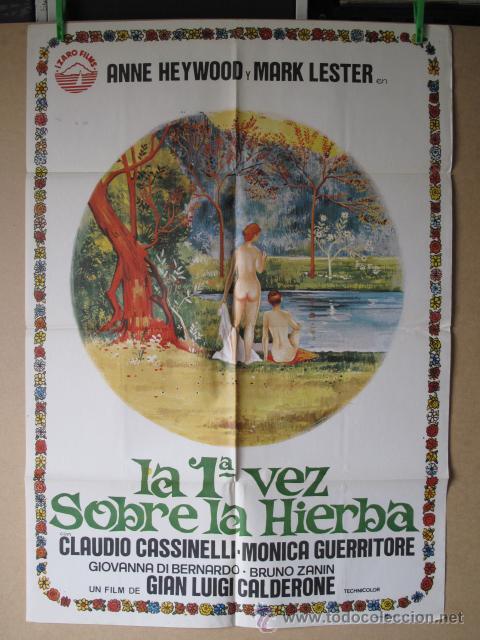 IZARO FILMS
ANNE HEYWOOD Y MARK LESTER en
la 1ª vez
Sobre la Hierba
con
CLAUDIO CASSINELLI · MONICA GUERRITORE
GIOVANNA DI BERNARDO · BRUNO ZANIN
UN FILM DE GIAN LUIGI CALDERONE TECHNICOLOR
todocoleccion.net